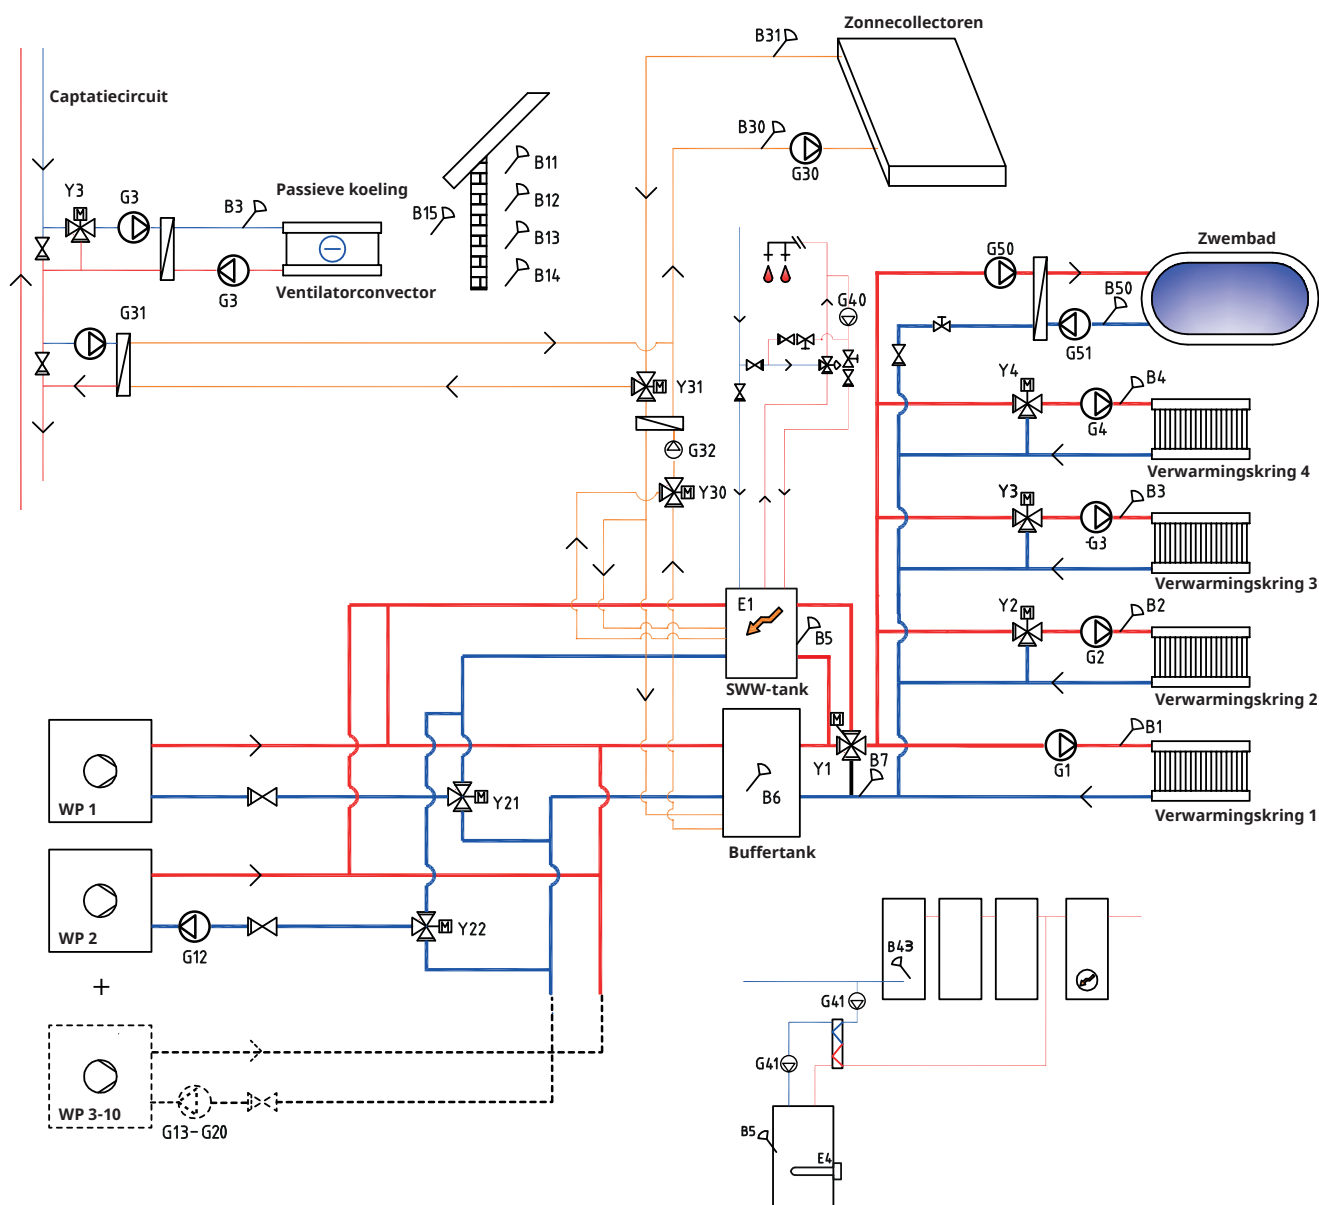 Zonnecollectoren
B31
Captatiecircuit
B30
G30
B11
Y3
G3
B3
Passieve koeling
B12
B15
B13
Zwembad
G50
B14
G3
Ventilatorconvector
B50
G31
G40
G51
Y4
B4
Y31
G4
G32
Verwarmingskring 4
Y30
Y3
B3
G3
Verwarmingskring 3
E1
Y2
B2
B5
G2
SWW-tank
Verwarmingskring 2
M
B1
Y1
B7
G1
WP 1
Y21
B6
Verwarmingskring 1
Buffertank
WP 2
G12
Y22
B43
+
G41
G41
WP 3-10
G13-G20
B5
E4